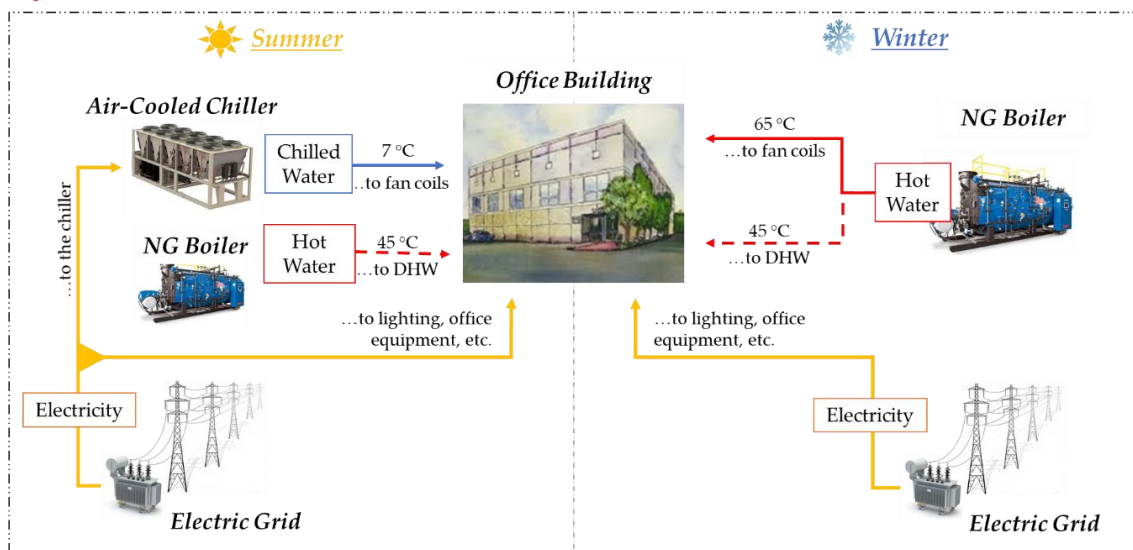 Summer
Winter
Office Building
Air-Cooled Chiller
Chilled
Water
7 °C
…to fan coils
NG Boiler
Hot
Water
45 °C
…to DHW
65 °C
…to fan coils
NG Boiler
Hot
Water
45 °C
…to DHW
…to the chiller
…to lighting, office
equipment, etc.
…to lighting, office
equipment, etc.
Electricity
Electric Grid
Electricity
Electric Grid